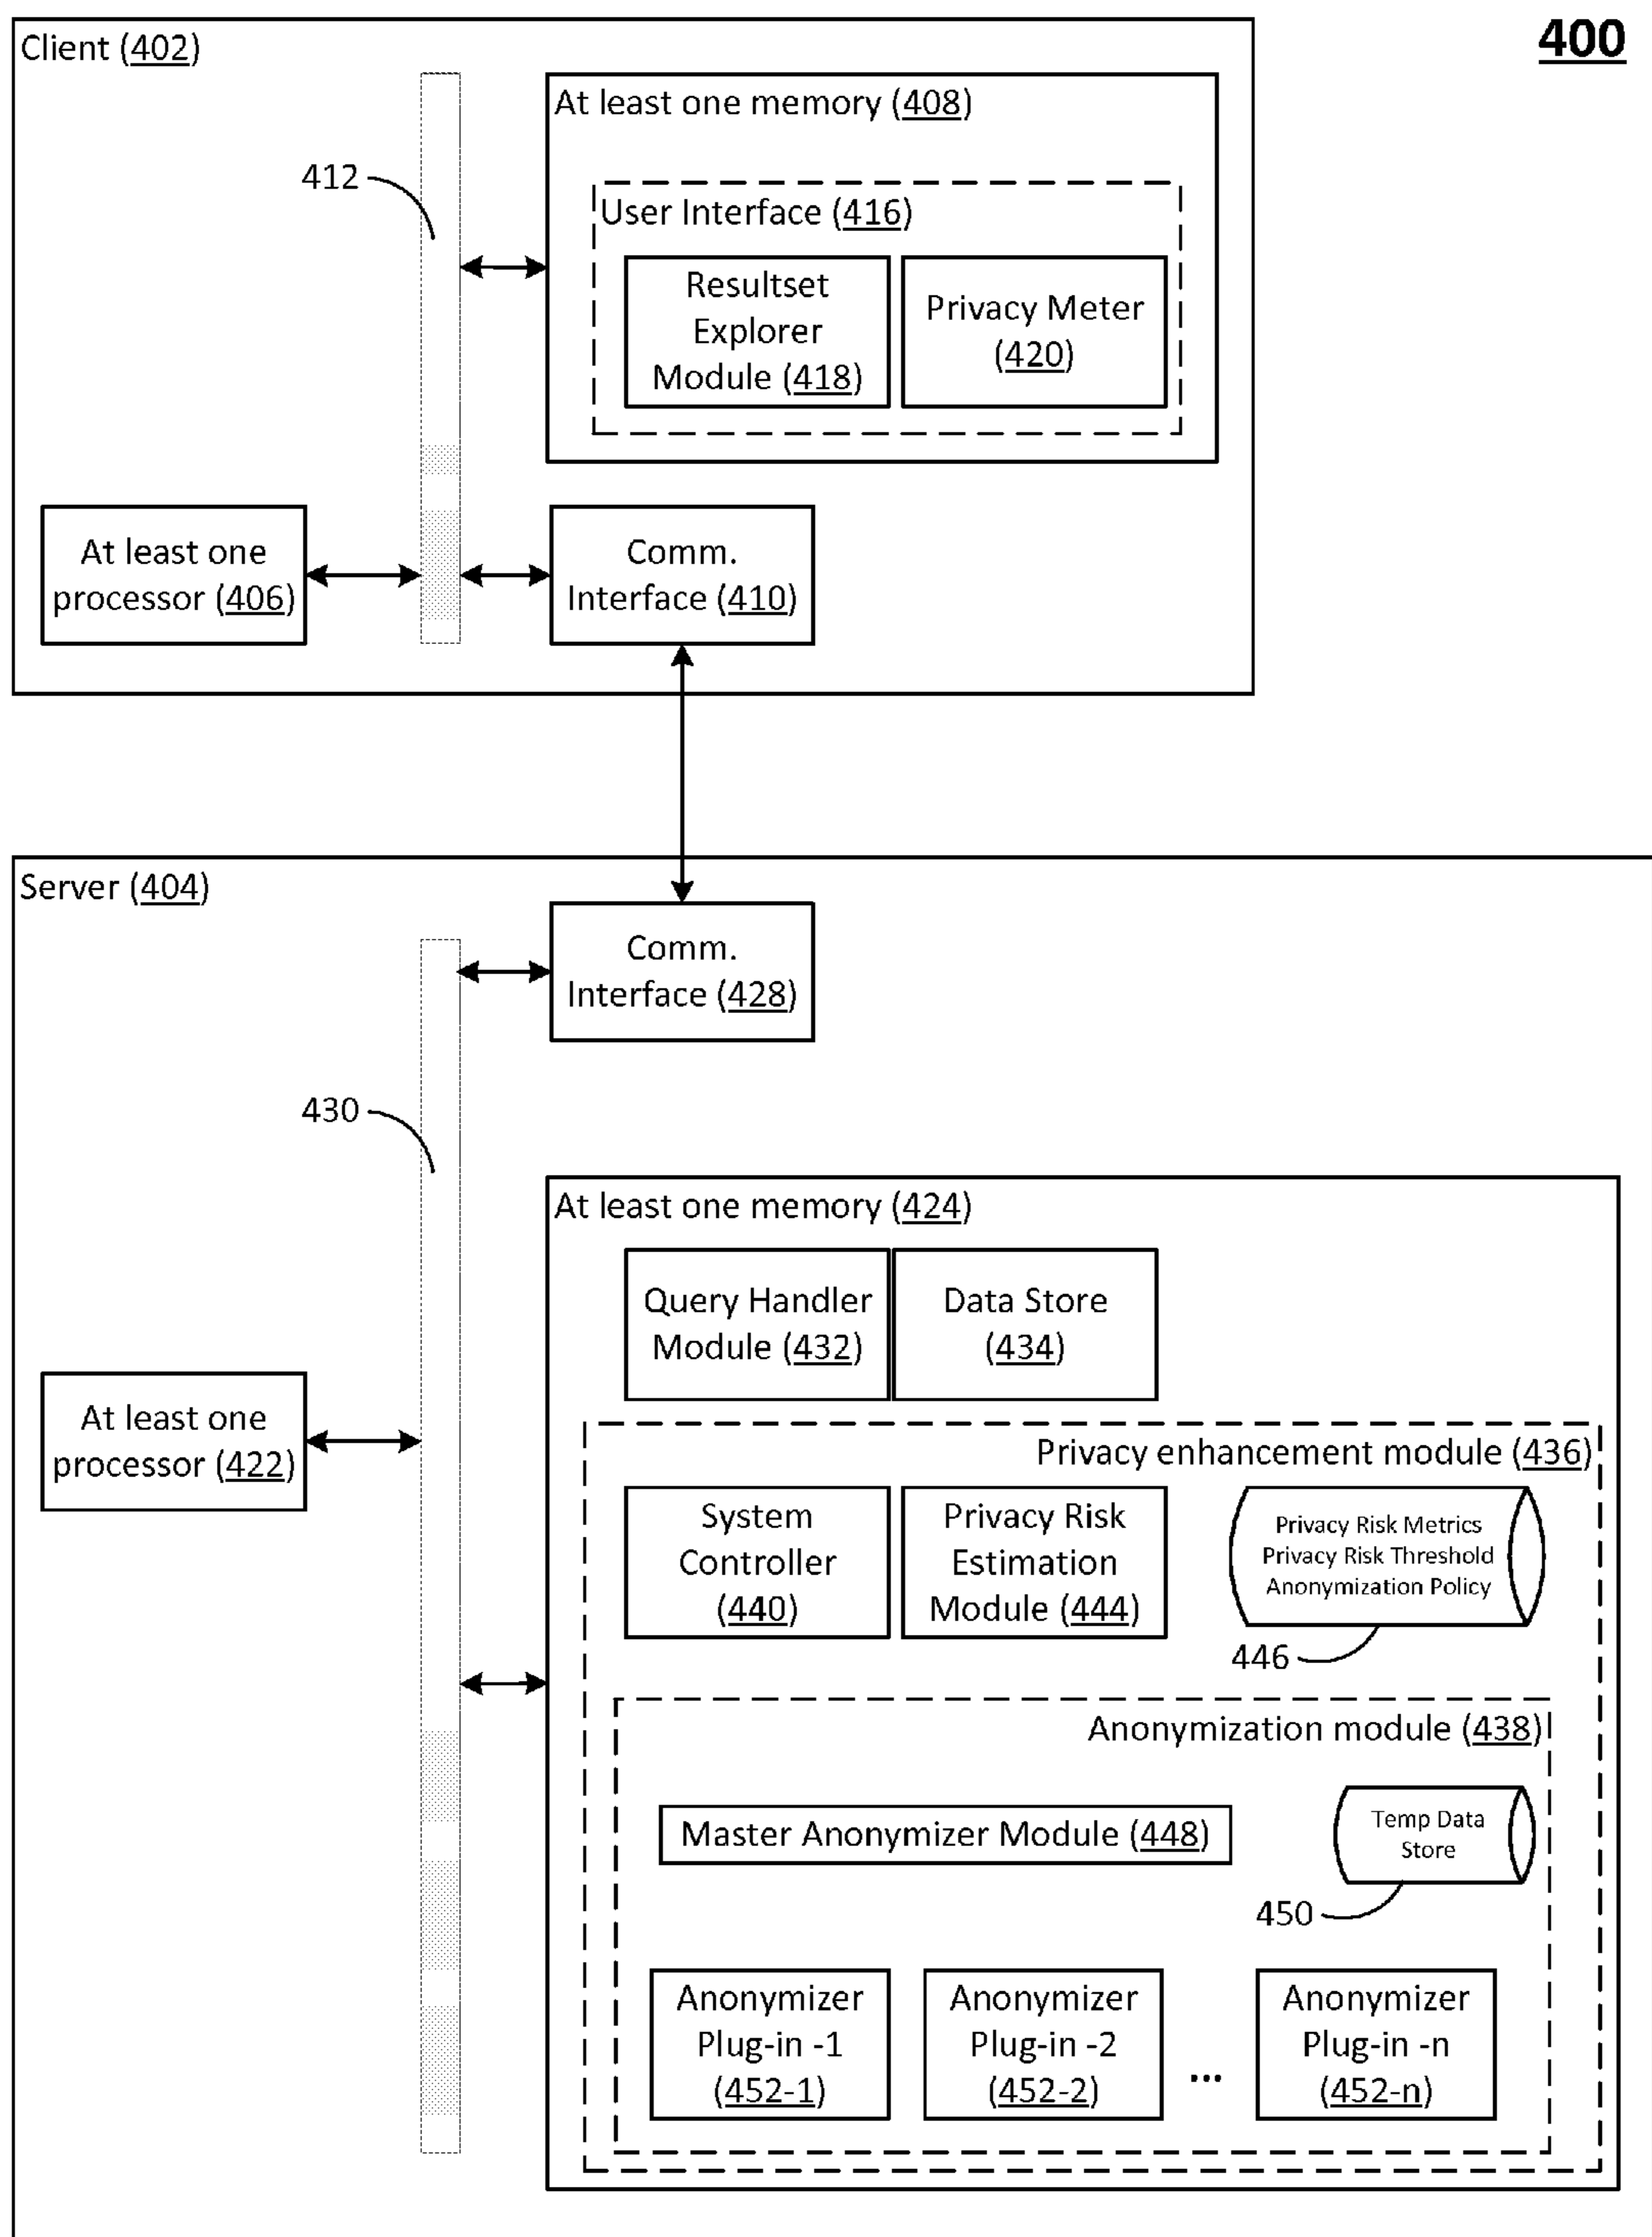 400
Client (402)
At least one memory (408)
412
User Interface (416)
Resultset
Explorer
Module (418)
Privacy Meter
(420)
At least one
processor (406)
Comm.
Interface (410)
Server (404)
Comm.
Interface (428)
430
At least one memory (424)
Query Handler
Module (432)
Data Store
(434)
At least one
processor (422)
Privacy enhancement module (436)
System
Controller
(440)
Privacy Risk
Estimation
Module (444)
Privacy Risk Metrics
Privacy Risk Threshold
Anonymization Policy
446
Anonymization module (438)
Master Anonymizer Module (448)
Temp Data
Store
450
Anonymizer
Plug-in -1
(452-1)
Anonymizer
Plug-in -2
(452-2)
...
Anonymizer
Plug-in -n
(452-n)